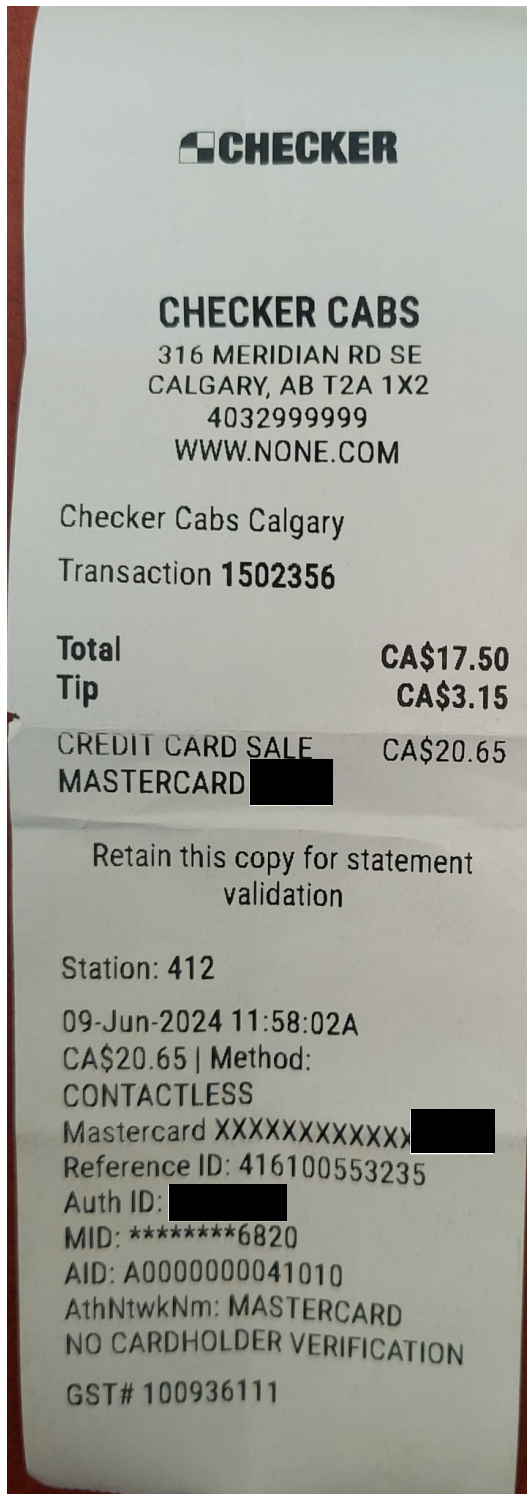 CHECKER
CHECKER CABS
316 MERIDIAN RD SE
CALGARY, AB T2A 1X2
4032999999
WWW.NONE.COM
Checker Cabs Calgary
Transaction 1502356
Total CA$17.50
Tip CA$3.15
CREDIT CARD SALE CA$20.65
MASTERCARD
Retain this copy for statement
validation
Station: 412
09-Jun-2024 11:58:02A
CA$20.65 | Method:
CONTACTLESS
Mastercard XXXXXXXXXXXX
Reference ID: 416100553235
Auth ID:
MID: ********6820
AID: A0000000041010
AthNtwkNm: MASTERCARD
NO CARDHOLDER VERIFICATION
GST# 100936111